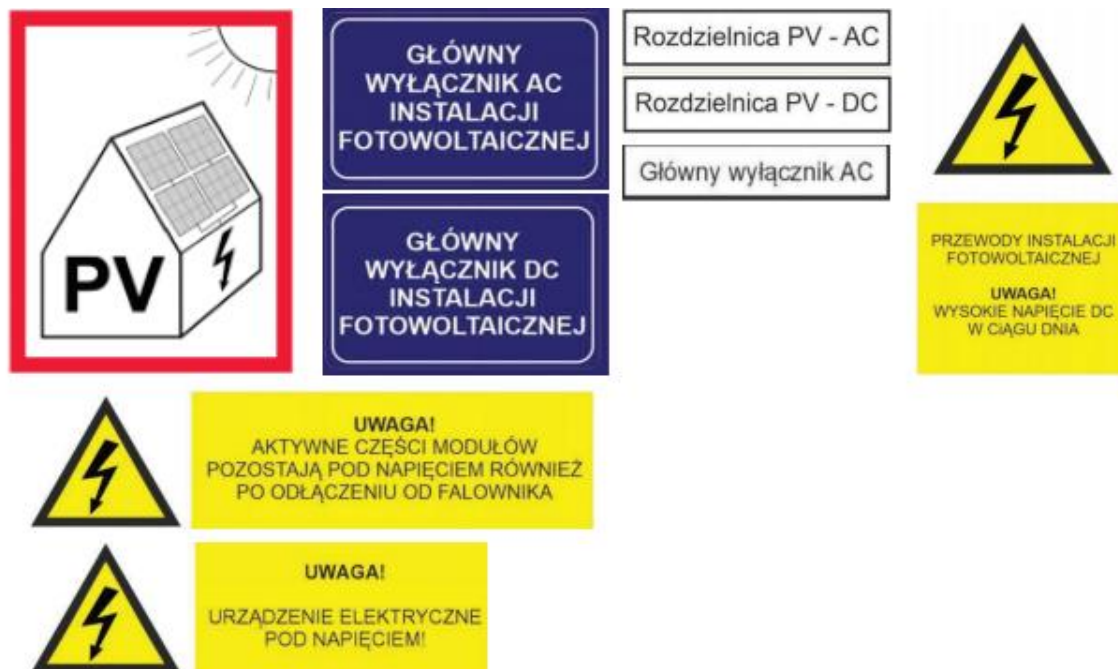 PV
GŁÓWNY
WYŁĄCZNIK AC
INSTALACJI
FOTOWOLTAICZNEJ
GŁÓWNY
WYŁĄCZNIK DC
INSTALACJI
FOTOWOLTAICZNEJ
Rozdzielnica PV - AC
Rozdzielnica PV - DC
Główny wyłącznik AC
PRZEWODY INSTALACJI
FOTOWOLTAICZNEJ
UWAGA!
WYSOKIE NAPIĘCIE DC
W CiĄGU DNIA
UWAGA!
AKTYWNE CZĘŚCI MODUŁÓW
POZOSTAJĄ POD NAPIĘCIEM RÓWNIEŻ
PO ODŁĄCZENIU OD FALOWNIKA
UWAGA!
URZĄDZENIE ELEKTRYCZNE
POD NAPIĘCIEM!